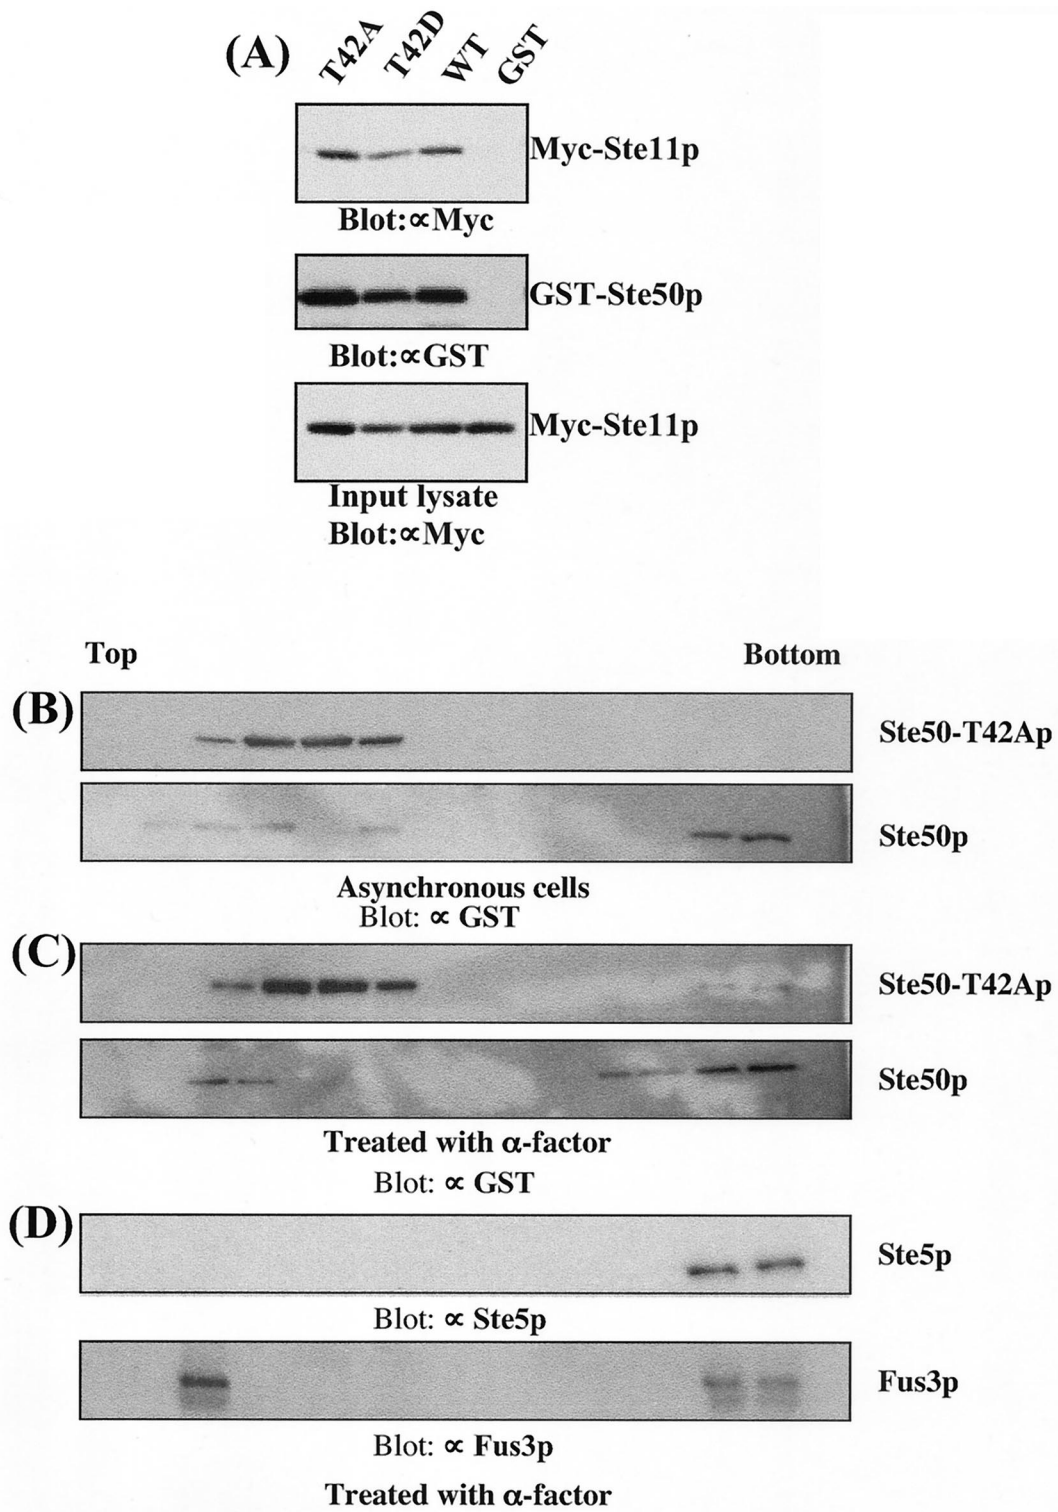 (A)
T42A T42D WT GST
Myc-Ste11p
Blot:∝Myc
GST-Ste50p
Blot:∝GST
Myc-Ste11p
Input lysate
Blot:∝Myc
Top Bottom
(B)
Ste50-T42Ap
Ste50p
Asynchronous cells
Blot: ∝ GST
(C)
Ste50-T42Ap
Ste50p
Treated with α-factor
Blot: ∝ GST
(D)
Ste5p
Blot: ∝ Ste5p
Fus3p
Blot: ∝ Fus3p
Treated with α-factor